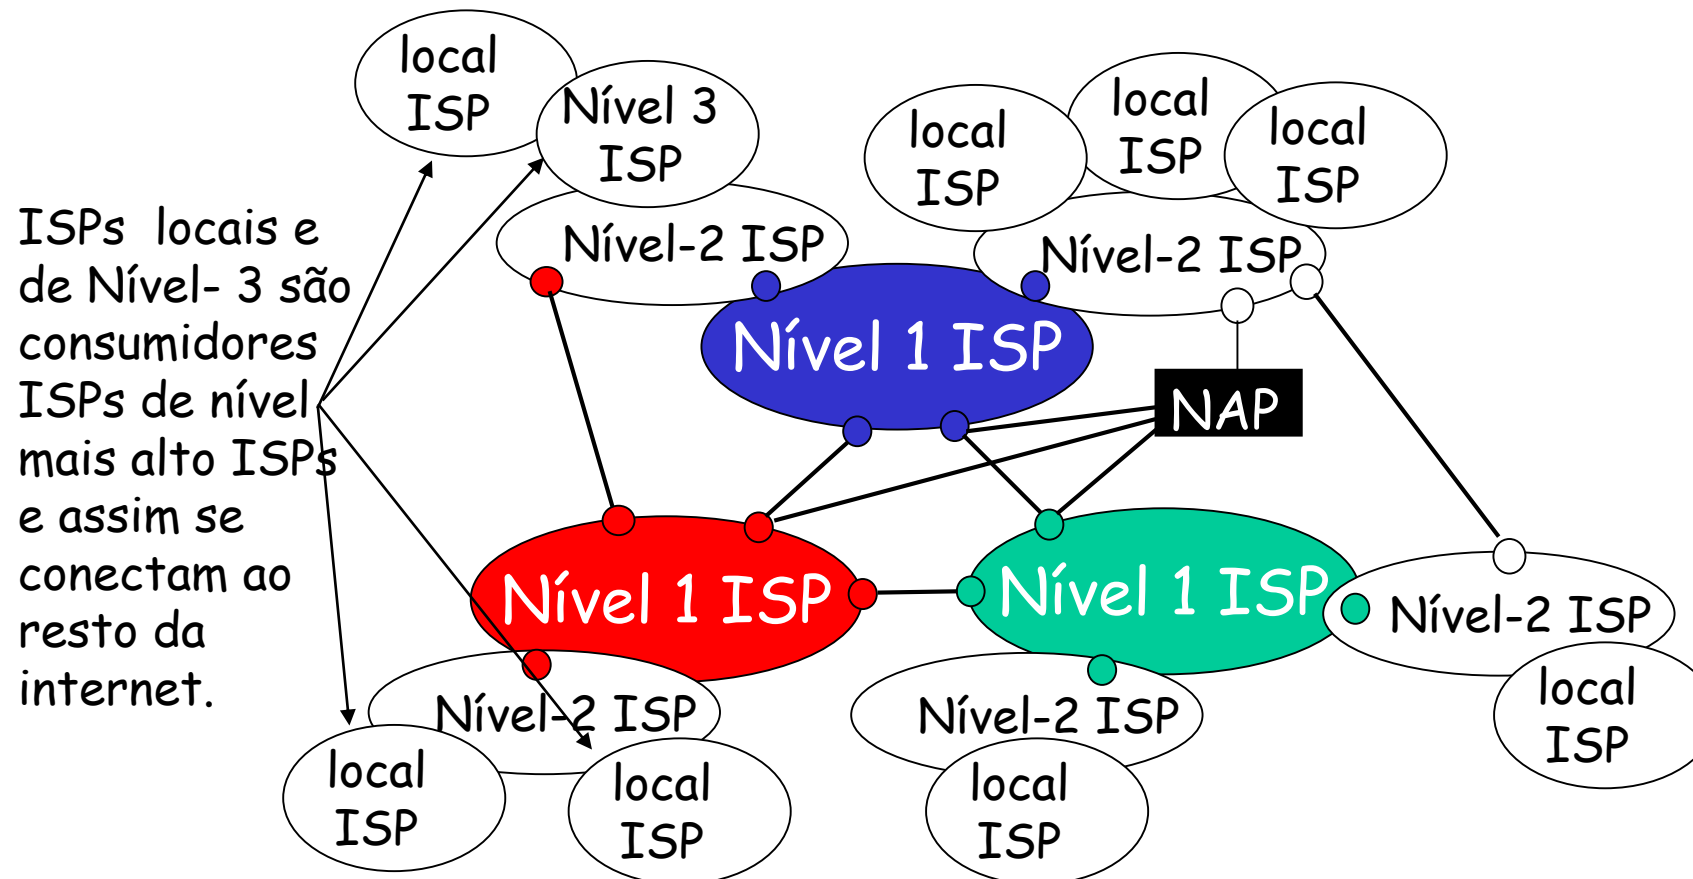 local
ISP
Nível 3
ISP
local
ISP
local
ISP
local
ISP
ISPs locais e
de Nível- 3 são
consumidores
ISPs de nível
mais alto ISPs
e assim se
conectam ao
resto da
internet.
Nível-2 ISP
Nível-2 ISP
Nível 1 ISP
NAP
Nível 1 ISP
Nível 1 ISP
Nível-2 ISP
Nível-2 ISP
Nível-2 ISP
local
ISP
local
ISP
local
ISP
local
ISP